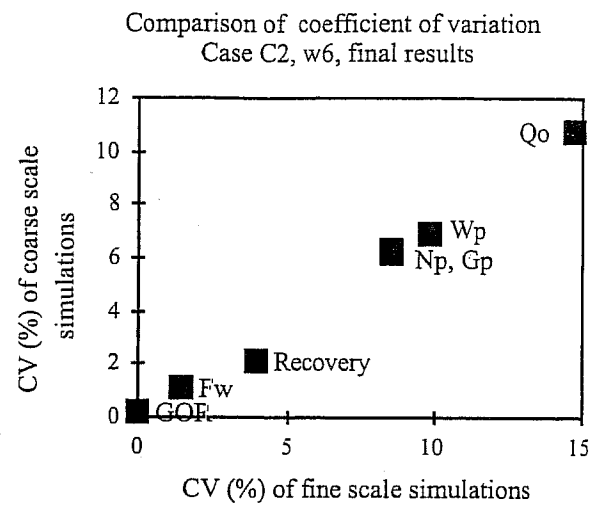 Comparison of coefficient of variation
Case C2, w6, final results
CV (%) of coarse scale
simulations
12
10
8
6
4
2
0
Qo
Wp
Np, Gp
Recovery
Fw
GOR
0 5 10 15
CV (%) of fine scale simulations